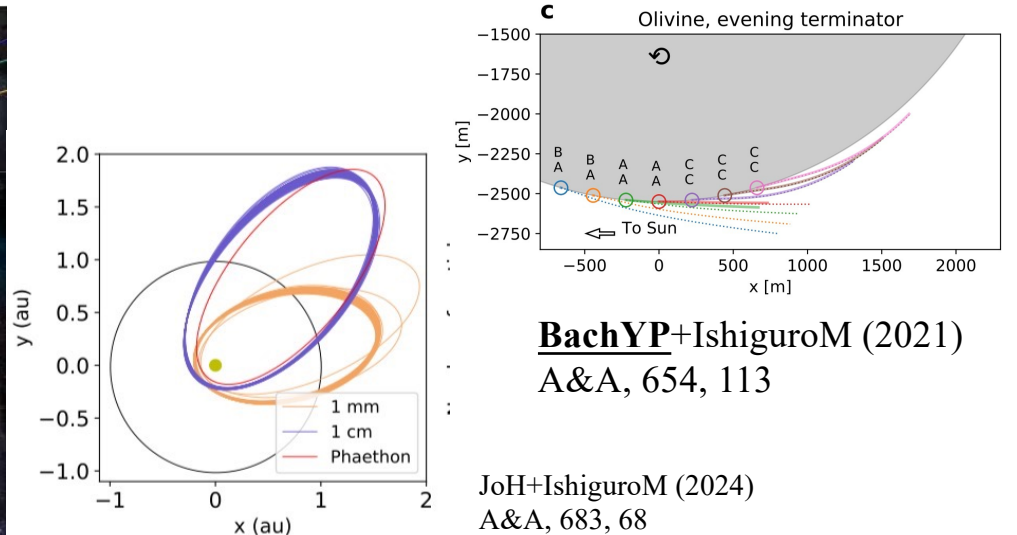 2.0
1.5
1.0
0.5
0.0
−0.5
−1.0
y (au)
−1
0
1
2
x (au)
1 mm
1 cm
Phaethon
c
Olivine, evening terminator
−1500
−1750
−2000
−2250
−2500
−2750
y [m]
B B A A C C C
A A A A C C C
To Sun
−500
0
500
1000
1500
2000
x [m]
BachYP+IshiguroM (2021)
A&A, 654, 113
JoH+IshiguroM (2024)
A&A, 683, 68